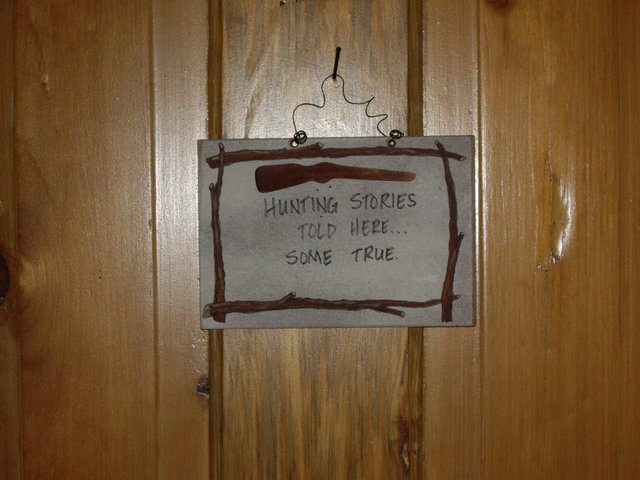 HUNTING STORIES
TOLD HERE...
SOME TRUE.